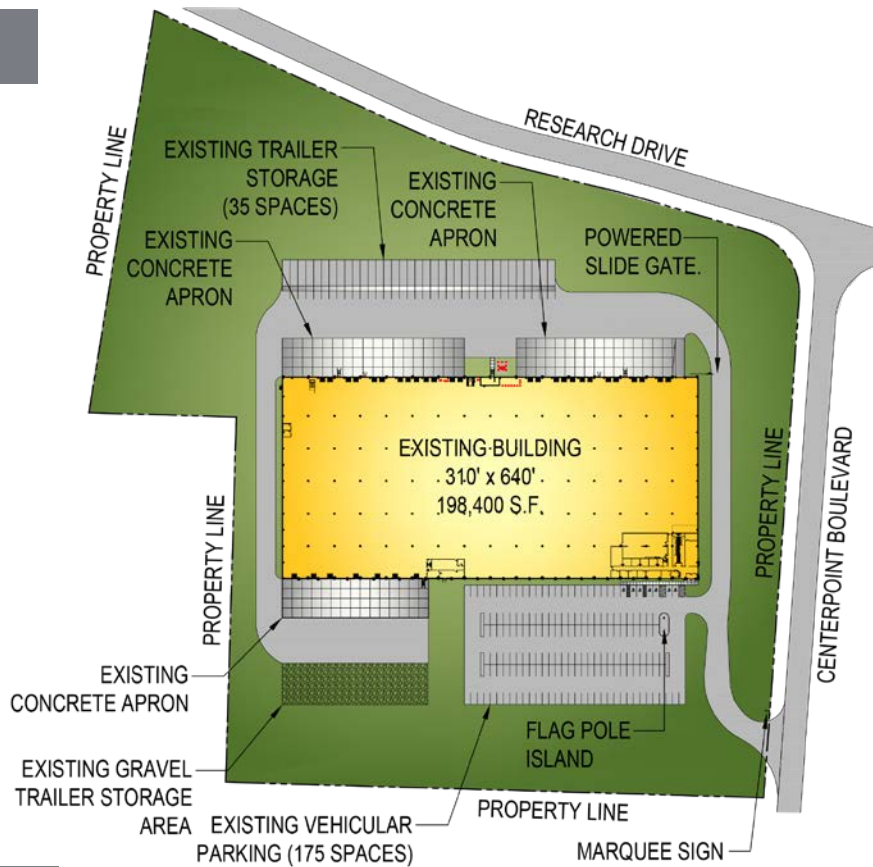 RESEARCH DRIVE
PROPERTY LINE
EXISTING TRAILER
STORAGE
(35 SPACES)
EXISTING
CONCRETE
APRON
EXISTING
CONCRETE
APRON
POWERED
SLIDE GATE.
EXISTING BUILDING
310' x 640'
198,400 S.F.
PROPERTY LINE
CENTERPOINT BOULEVARD
PROPERTY LINE
EXISTING
CONCRETE APRON
FLAG POLE
ISLAND
EXISTING GRAVEL
TRAILER STORAGE
AREA
EXISTING VEHICULAR
PARKING (175 SPACES)
PROPERTY LINE
MARQUEE SIGN